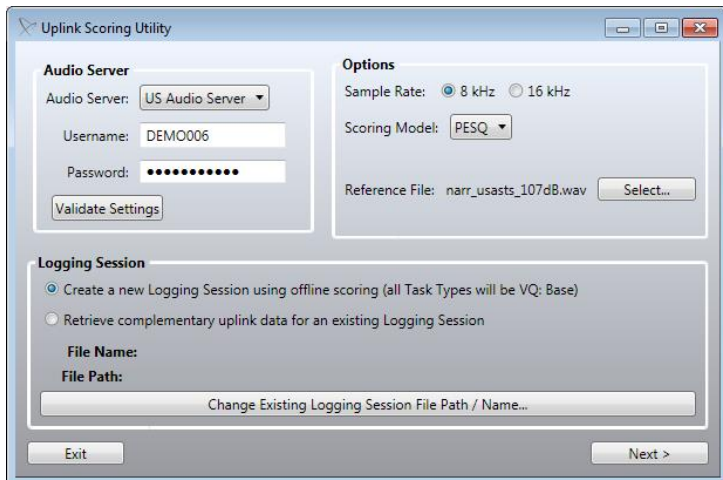 Uplink Scoring Utility
Audio Server
Audio Server: US Audio Server
Username: DEMO006
Password: ●●●●●●●●●●●
Validate Settings
Options
Sample Rate: 8 kHz 16 kHz
Scoring Model: PESQ
Reference File: narr_usasts_107dB.wav Select...
Logging Session
Create a new Logging Session using offline scoring (all Task Types will be VQ: Base)
Retrieve complementary uplink data for an existing Logging Session
File Name:
File Path:
Change Existing Logging Session File Path / Name...
Exit Next >